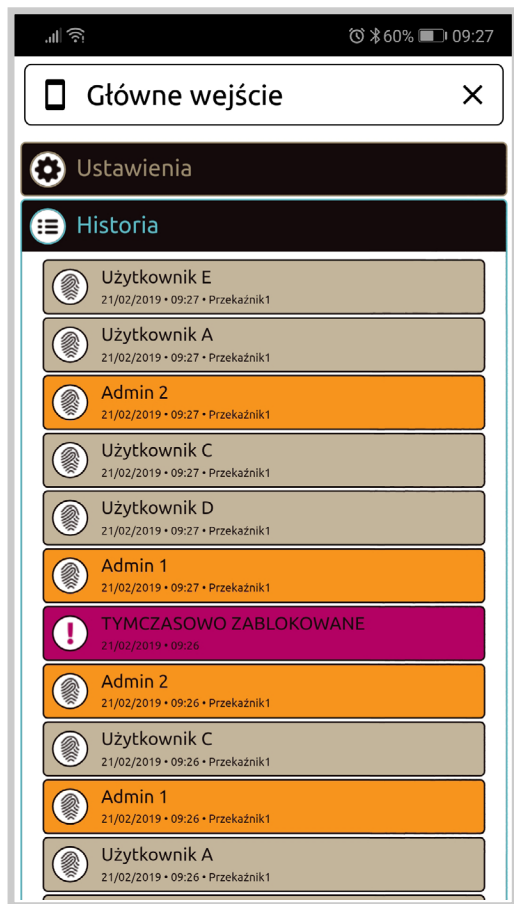 60% 09:27
Główne wejście
Ustawienia
Historia
Użytkownik E
21/02/2019 • 09:27 • Przekaźnik1
Użytkownik A
21/02/2019 • 09:27 • Przekaźnik1
Admin 2
21/02/2019 • 09:27 • Przekaźnik1
Użytkownik C
21/02/2019 • 09:27 • Przekaźnik1
Użytkownik D
21/02/2019 • 09:27 • Przekaźnik1
Admin 1
21/02/2019 • 09:27 • Przekaźnik1
TYMCZASOWO ZABLOKOWANE
21/02/2019 • 09:26
Admin 2
21/02/2019 • 09:26 • Przekaźnik1
Użytkownik C
21/02/2019 • 09:26 • Przekaźnik1
Admin 1
21/02/2019 • 09:26 • Przekaźnik1
Użytkownik A
21/02/2019 • 09:26 • Przekaźnik1